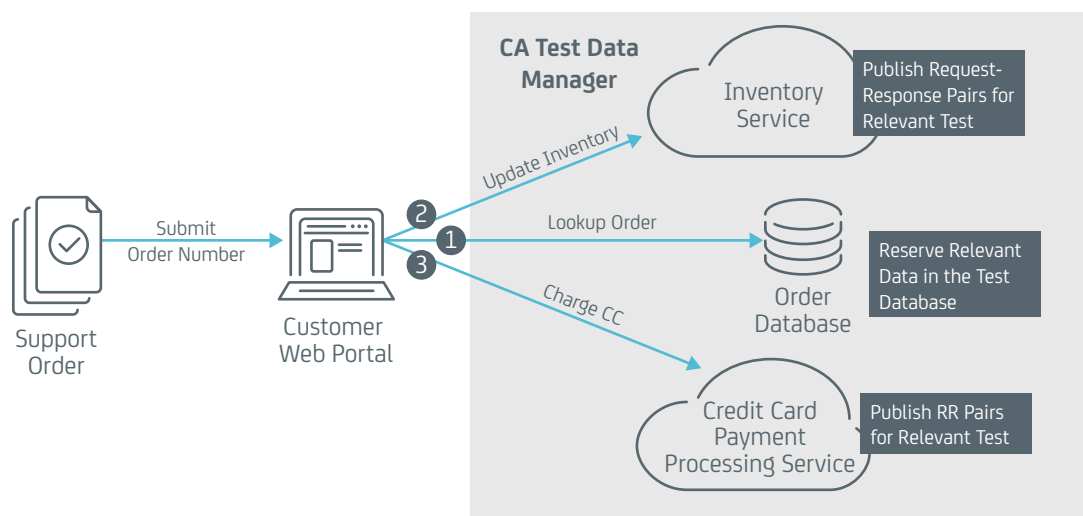 CA Test Data
Manager
Inventory
Service
Publish Request-
Response Pairs for
Relevant Test
Update Inventory
2
Submit
Order Number
1
Lookup Order
3
Reserve Relevant
Data in the Test
Database
Order
Database
Charge CC
Support
Order
Customer
Web Portal
Credit Card
Payment
Processing Service
Publish RR Pairs
for Relevant Test